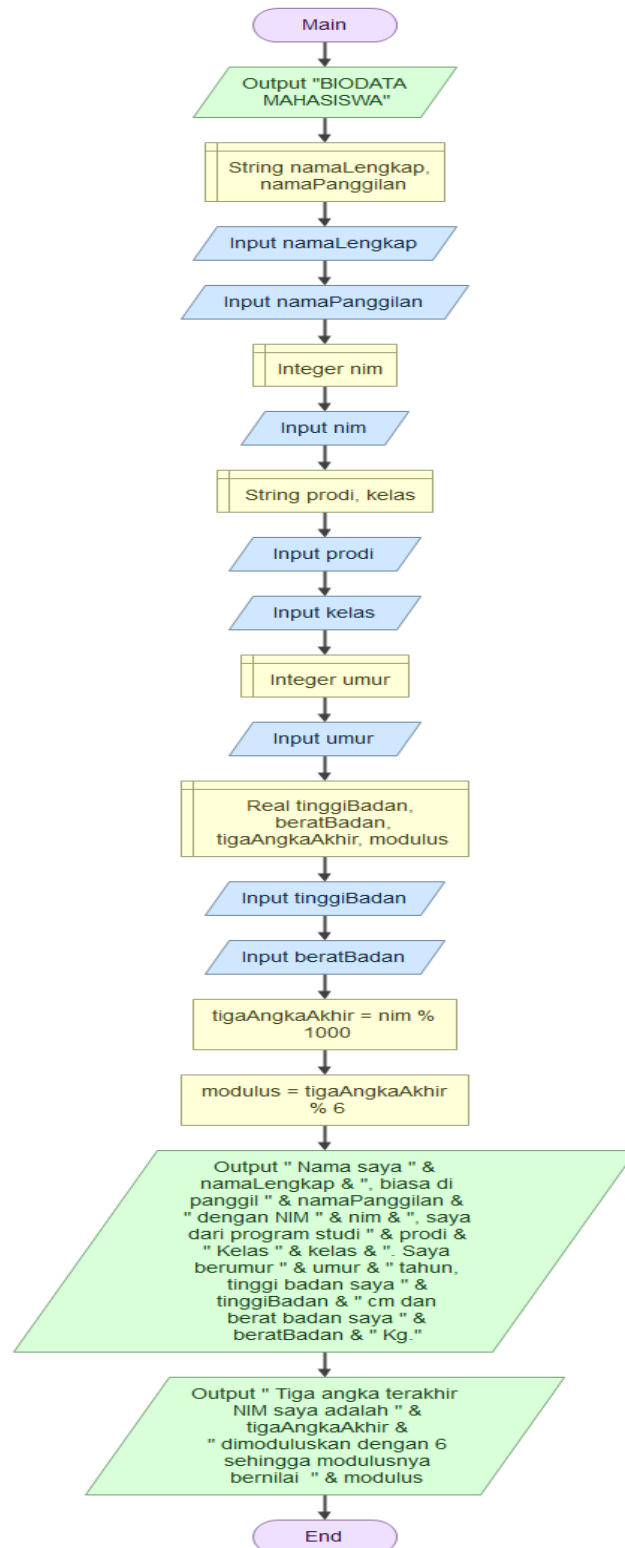 Main
Output "BIODATA
MAHASISWA"
String namaLengkap,
namaPanggilan
Input namaLengkap
Input namaPanggilan
Integer nim
Input nim
String prodi, kelas
Input prodi
Input kelas
Integer umur
Input umur
Real tinggiBadan,
beratBadan,
tigaAngkaAkhir, modulus
Input tinggiBadan
Input beratBadan
tigaAngkaAkhir = nim %
1000
modulus = tigaAngkaAkhir
% 6
Output " Nama saya " &
namaLengkap & ", biasa di
panggil " & namaPanggilan &
" dengan NIM " & nim & ", saya
dari program studi " & prodi &
" Kelas " & kelas & ". Saya
berumur " & umur & " tahun,
tinggi badan saya " &
tinggiBadan & " cm dan
berat badan saya " &
beratBadan & " Kg."
Output " Tiga angka terakhir
NIM saya adalah " &
tigaAngkaAkhir &
" dimoduluskan dengan 6
sehingga modulusnya
bernilai  " & modulus
End